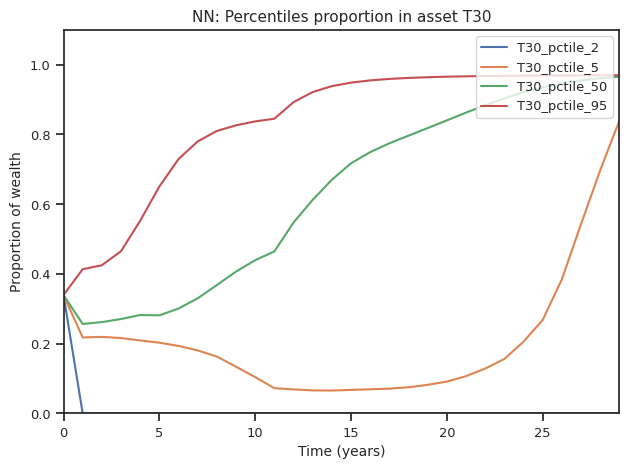 NN: Percentiles proportion in asset T30
T30_pctile_2
T30_pctile_5
T30_pctile_50
T30_pctile_95
Proportion of wealth
1.0
0.8
0.6
0.4
0.2
0.0
0
5
10
15
20
25
Time (years)